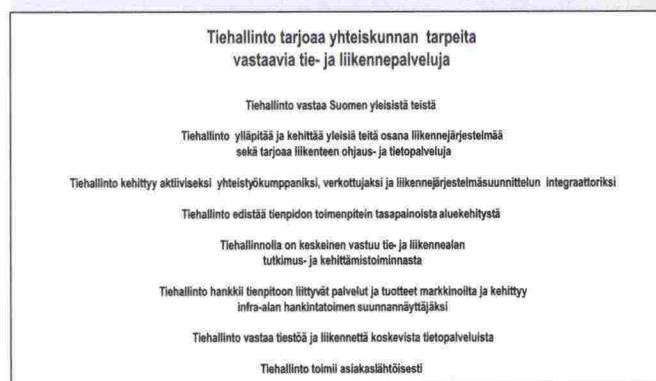 Tiehallinto tarjoaa yhteiskunnan tarpeita
vastaavia tie- ja liikennepalveluja
Tiehallinto vastaa Suomen yleisistä teistä
Tiehallinto ylläpitää ja kehittää yleisiä teitä osana liikennejärjestelmää
sekä tarjoaa liikenteen ohjaus- ja tietopalveluja
Tiehallinto kehittyy aktiiviseksi yhteistyökumppaniksi, verkottujaksi ja liikennejärjestelmäsuunnittelun integraattoriksi
Tiehallinto edistää tienpidon toimenpitein tasapainoista aluekehitystä
Tiehallinnolla on keskeinen vastuu tie- ja liikennealan
tutkimus- ja kehittämistoiminnasta
Tiehallinto hankkii tienpitoon liittyvät palvelut ja tuotteet markkinoilta ja kehittyy
infra-alan hankintatoimen suunnannäyttäjäksi
Tiehallinto vastaa tiestöä ja liikennettä koskevista tietopalveluista
Tiehallinto toimii asiakaslähtöisesti